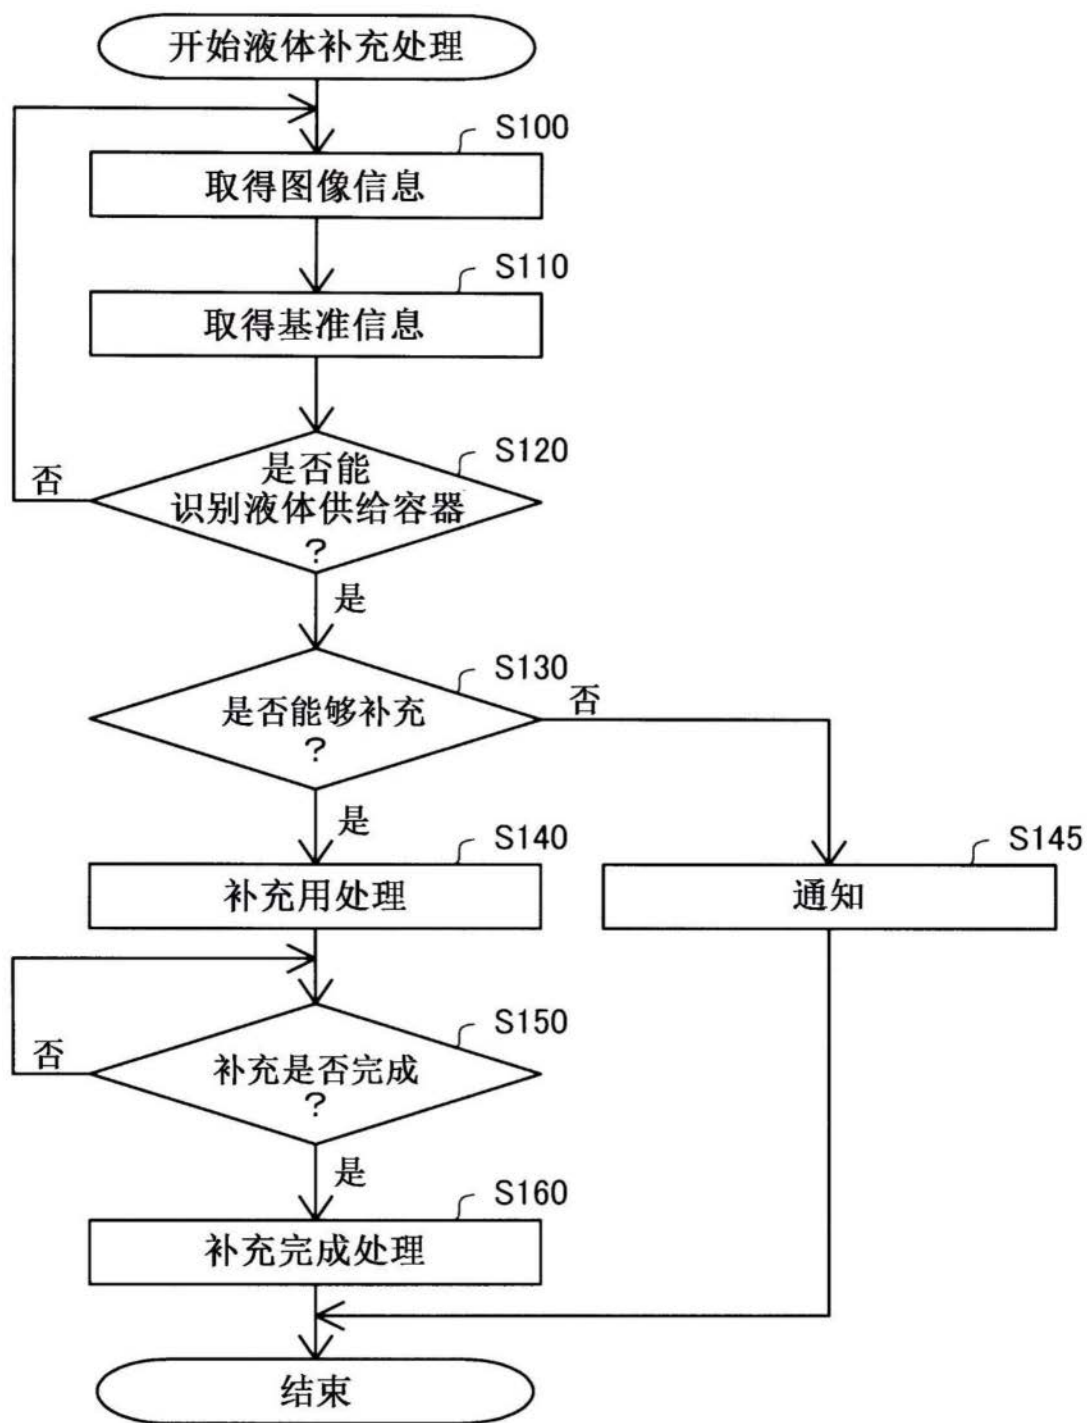 开始液体补充处理
S100
取得图像信息
S110
取得基准信息
S120
是否能
识别液体供给容器
?
否
是
S130
是否能够补充
?
否
是
S140
补充用处理
S145
通知
S150
补充是否完成
?
否
是
S160
补充完成处理
结束